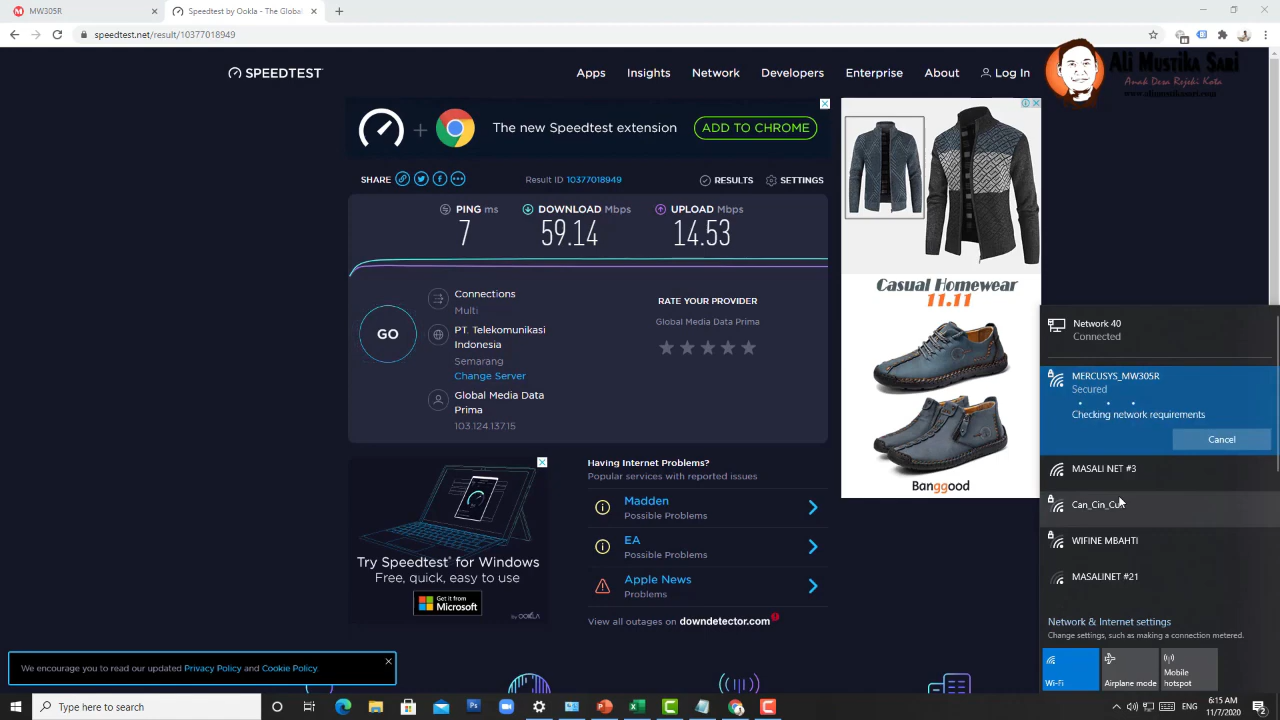 MW305R
Speedtest by Ookla - The Globa
speedtest.net/result/10377018949
SPEEDTEST
Apps
Insights
Network
Developers
Enterprise
About
Log In
Ali Mustika Sari
Anak Desa Rejeki Kota
www.alimustikasari.com
The new Speedtest extension
ADD TO CHROME
SHARE
Result ID 10377018949
RESULTS
SETTINGS
PING ms
7
DOWNLOAD Mbps
59.14
UPLOAD Mbps
14.53
GO
Connections
Multi
PT. Telekomunikasi
Indonesia
Semarang
Change Server
Global Media Data
Prima
103.124.137.15
RATE YOUR PROVIDER
Global Media Data Prima
Casual Homewear
11.11
Banggood
Try Speedtest® for Windows
Free, quick, easy to use
Get it from
Microsoft
by OOKLA
Having Internet Problems?
Popular services with reported issues
Madden
Possible Problems
EA
Possible Problems
Apple News
Problems
View all outages on downdetector.com
We encourage you to read our updated Privacy Policy and Cookie Policy.
Network 40
Connected
MERCUSYS_MW305R
Secured
Checking network requirements
Cancel
MASALI NET #3
WIFINE MBAHTI
MASALINET #21
Network & Internet settings
Change settings, such as making a connection metered.
Wi-Fi
Airplane mode
Mobile
hotspot
Type here to search
6:15 AM
11/7/2020
2